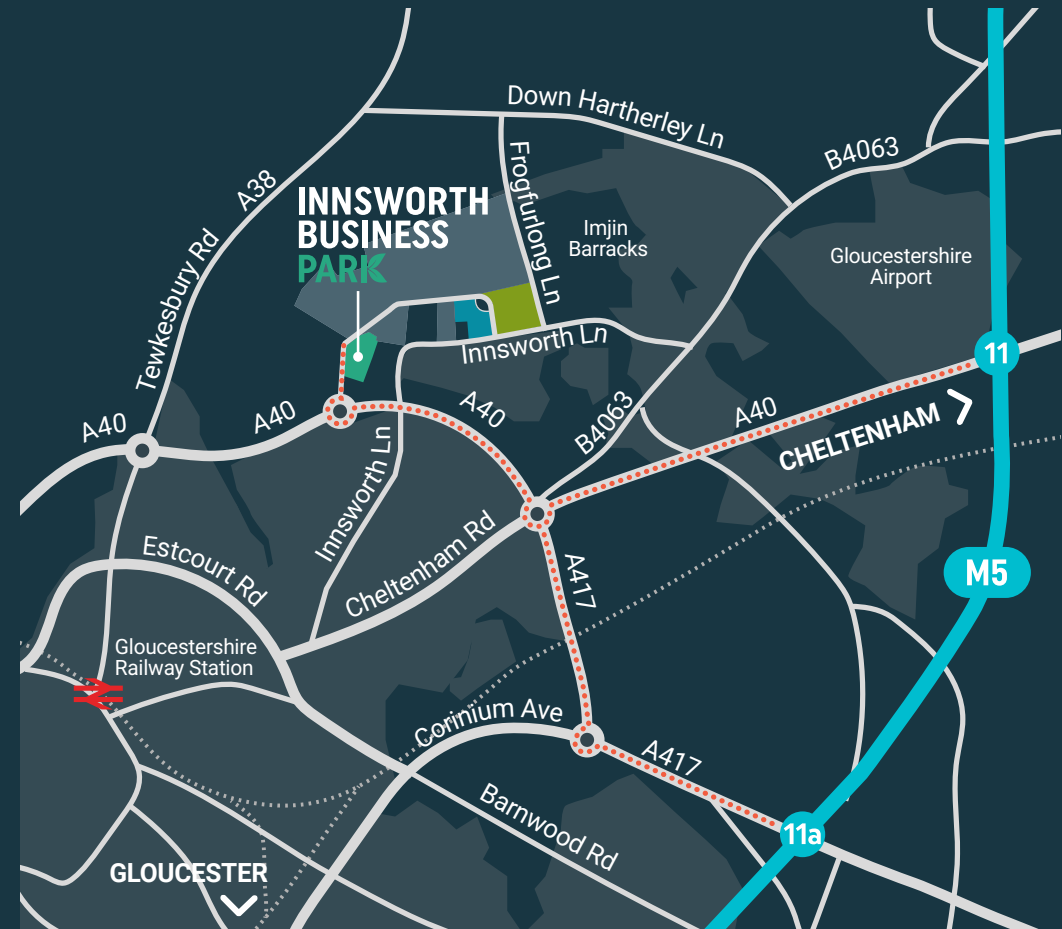 Down Hartherley Ln
B4063
A38
Frogfurlong Ln
INNSWORTH
BUSINESS
PARK
Imjin
Barracks
Gloucestershire
Airport
Tewkesbury Rd
Innsworth Ln
11
A40
A40
A40
A40
B4063
CHELTENHAM
Innsworth Ln
Cheltenham Rd
Estcourt Rd
A417
M5
Gloucestershire
Railway Station
Corinium Ave
A417
Barnwood Rd
11a
GLOUCESTER